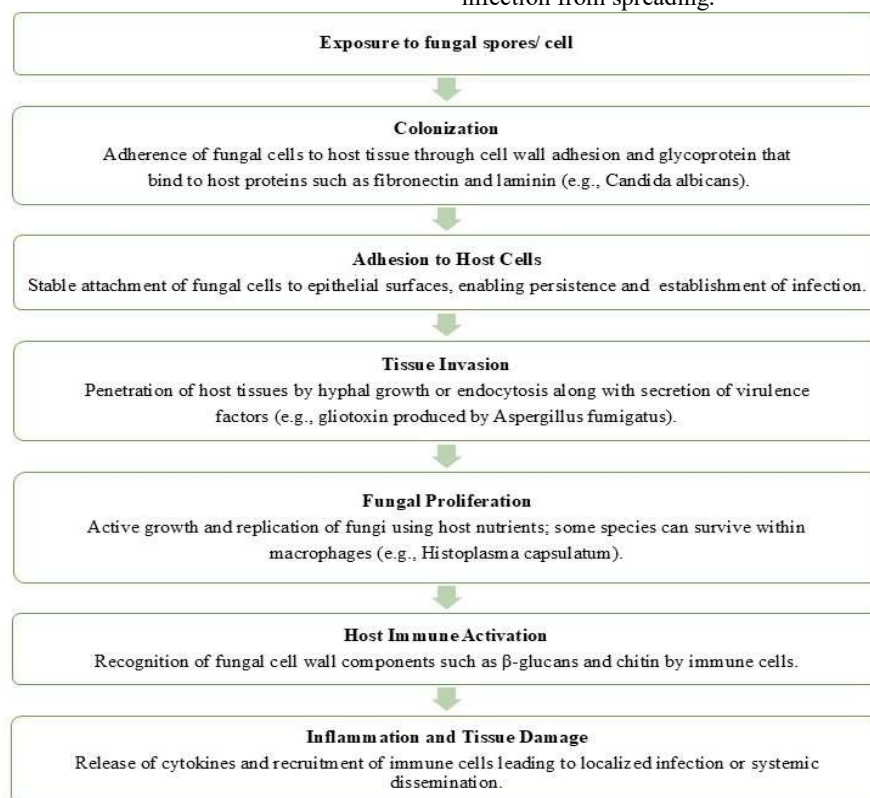 infection from spreading.
Exposure to fungal spores/ cell
Colonization
Adherence of fungal cells to host tissue through cell wall adhesion and glycoprotein that
bind to host proteins such as fibronectin and laminin (e.g., Candida albicans).
Adhesion to Host Cells
Stable attachment of fungal cells to epithelial surfaces, enabling persistence and establishment of infection.
Tissue Invasion
Penetration of host tissues by hyphal growth or endocytosis along with secretion of virulence
factors (e.g., gliotoxin produced by Aspergillus fumigatus).
Fungal Proliferation
Active growth and replication of fungi using host nutrients; some species can survive within
macrophages (e.g., Histoplasma capsulatum).
Host Immune Activation
Recognition of fungal cell wall components such as β-glucans and chitin by immune cells.
Inflammation and Tissue Damage
Release of cytokines and recruitment of immune cells leading to localized infection or systemic
dissemination.